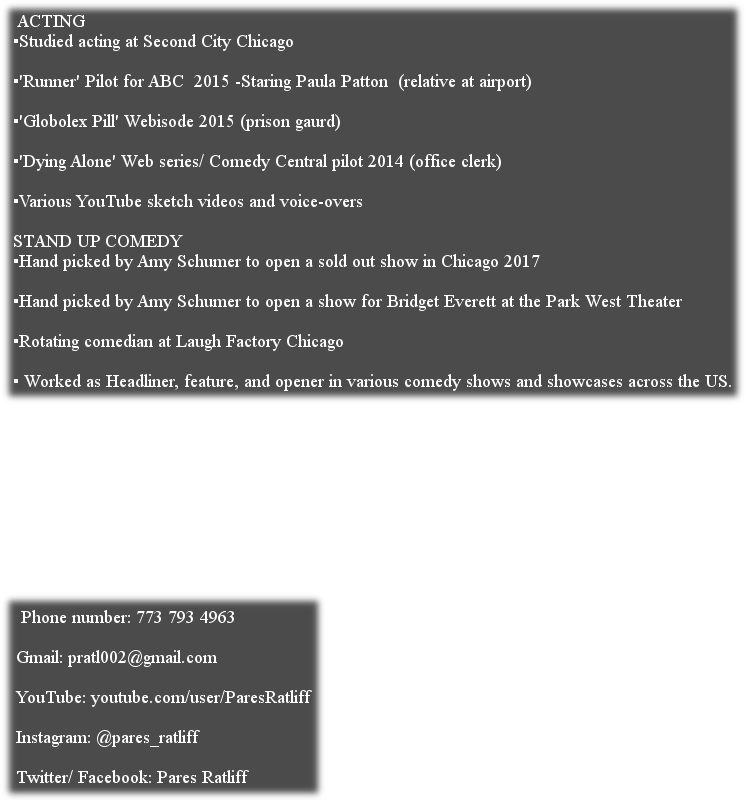 ACTING
▪Studied acting at Second City Chicago
▪'Runner' Pilot for ABC  2015 -Staring Paula Patton  (relative at airport)
▪'Globolex Pill' Webisode 2015 (prison gaurd)
▪'Dying Alone' Web series/ Comedy Central pilot 2014 (office clerk)
▪Various YouTube sketch videos and voice-overs
STAND UP COMEDY
▪Hand picked by Amy Schumer to open a sold out show in Chicago 2017
▪Hand picked by Amy Schumer to open a show for Bridget Everett at the Park West Theater
▪Rotating comedian at Laugh Factory Chicago
▪ Worked as Headliner, feature, and opener in various comedy shows and showcases across the US.
Phone number: 773 793 4963
Gmail: pratl002@gmail.com
YouTube: youtube.com/user/ParesRatliff
Instagram: @pares_ratliff
Twitter/ Facebook: Pares Ratliff